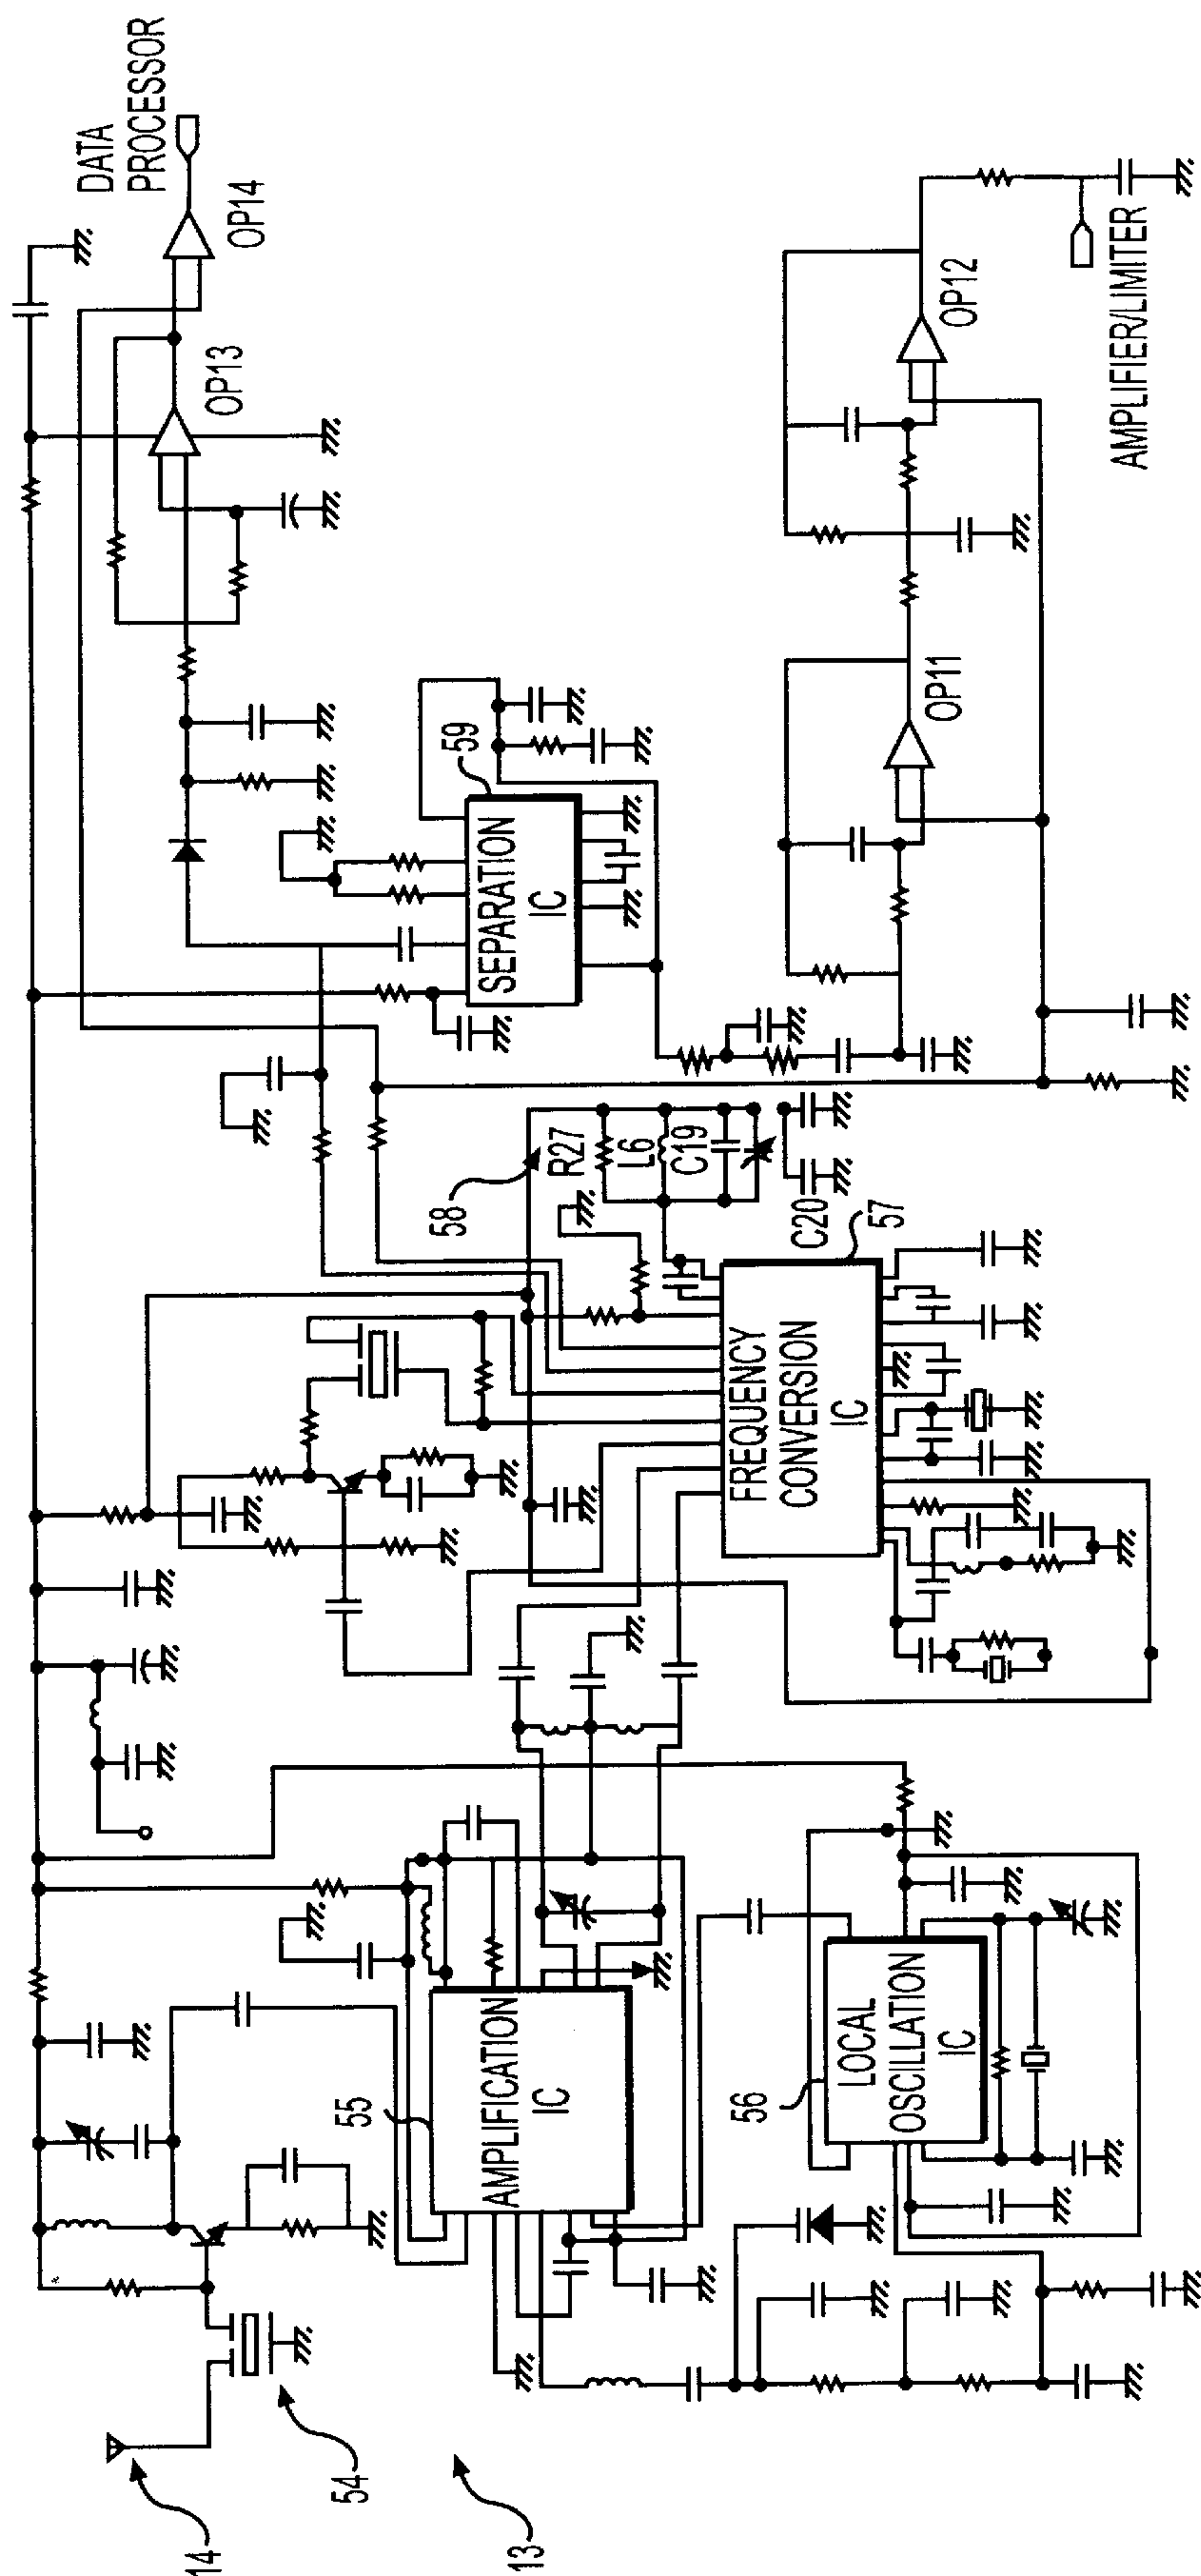 14
54
13
55
AMPLIFICATION
IC
56
LOCAL
OSCILLATION
IC
FREQUENCY
CONVERSION
IC
57
58
R27
L6
C19
C20
SEPARATION
IC
59
OP13
OP14
DATA
PROCESSOR
OP11
OP12
AMPLIFIER/LIMITER